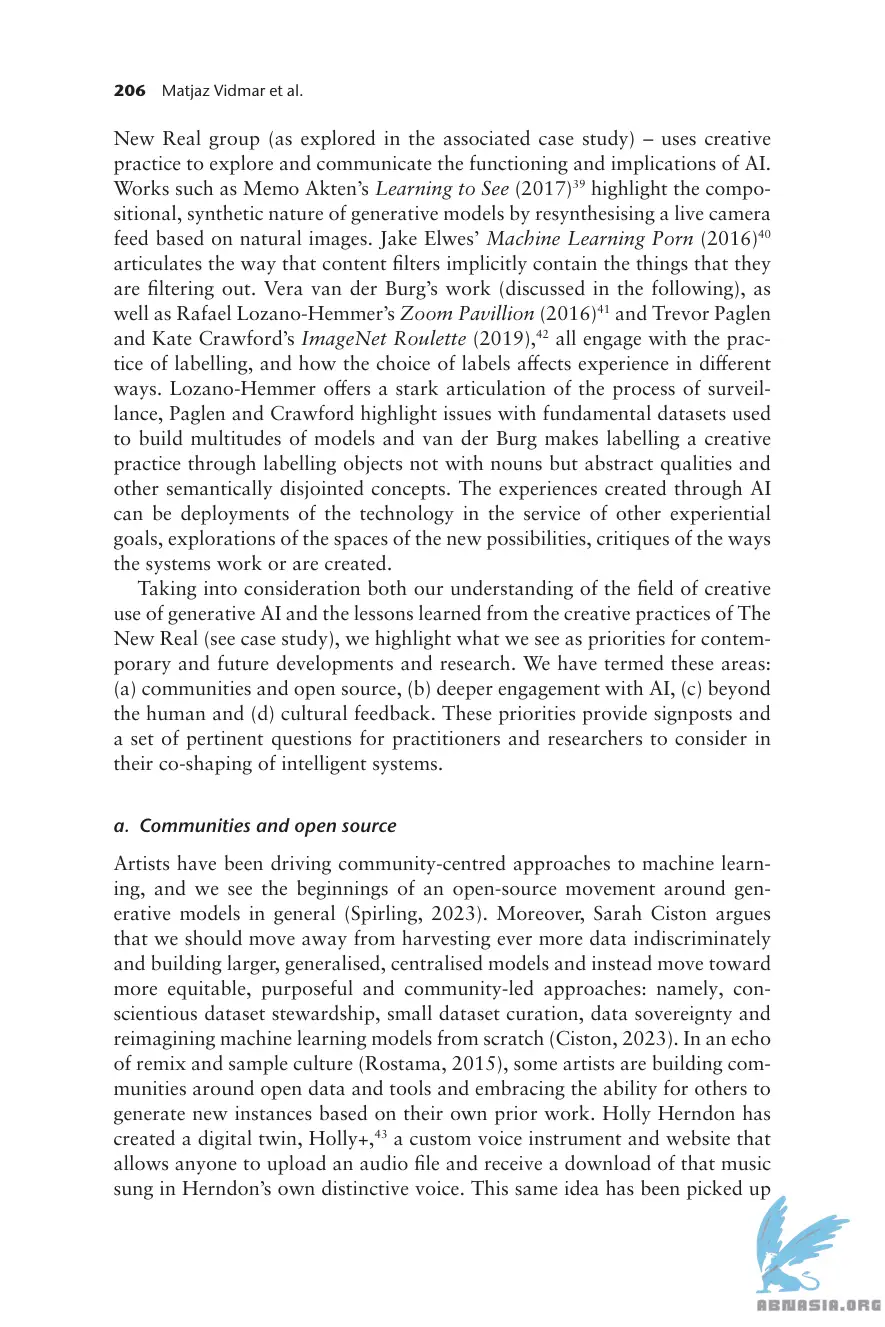 206 Matjaz Vidmar et al.
New Real group (as explored in the associated case study) – uses creative
practice to explore and communicate the functioning and implications of AI.
Works such as Memo Akten's Learning to See (2017)39 highlight the compo-
sitional, synthetic nature of generative models by resynthesising a live camera
feed based on natural images. Jake Elwes' Machine Learning Porn (2016)40
articulates the way that content filters implicitly contain the things that they
are filtering out. Vera van der Burg's work (discussed in the following), as
well as Rafael Lozano-Hemmer's Zoom Pavillion (2016)41 and Trevor Paglen
and Kate Crawford's ImageNet Roulette (2019),42 all engage with the prac-
tice of labelling, and how the choice of labels affects experience in different
ways. Lozano-Hemmer offers a stark articulation of the process of surveil-
lance, Paglen and Crawford highlight issues with fundamental datasets used
to build multitudes of models and van der Burg makes labelling a creative
practice through labelling objects not with nouns but abstract qualities and
other semantically disjointed concepts. The experiences created through AI
can be deployments of the technology in the service of other experiential
goals, explorations of the spaces of the new possibilities, critiques of the ways
the systems work or are created.
Taking into consideration both our understanding of the field of creative
use of generative AI and the lessons learned from the creative practices of The
New Real (see case study), we highlight what we see as priorities for contem-
porary and future developments and research. We have termed these areas:
(a) communities and open source, (b) deeper engagement with AI, (c) beyond
the human and (d) cultural feedback. These priorities provide signposts and
a set of pertinent questions for practitioners and researchers to consider in
their co-shaping of intelligent systems.
a. Communities and open source
Artists have been driving community-centred approaches to machine learn-
ing, and we see the beginnings of an open-source movement around gen-
erative models in general (Spirling, 2023). Moreover, Sarah Ciston argues
that we should move away from harvesting ever more data indiscriminately
and building larger, generalised, centralised models and instead move toward
more equitable, purposeful and community-led approaches: namely, con-
scientious dataset stewardship, small dataset curation, data sovereignty and
reimagining machine learning models from scratch (Ciston, 2023). In an echo
of remix and sample culture (Rostama, 2015), some artists are building com-
munities around open data and tools and embracing the ability for others to
generate new instances based on their own prior work. Holly Herndon has
created a digital twin, Holly+,43 a custom voice instrument and website that
allows anyone to upload an audio file and receive a download of that music
sung in Herndon's own distinctive voice. This same idea has been picked up
ABNASIA.ORG